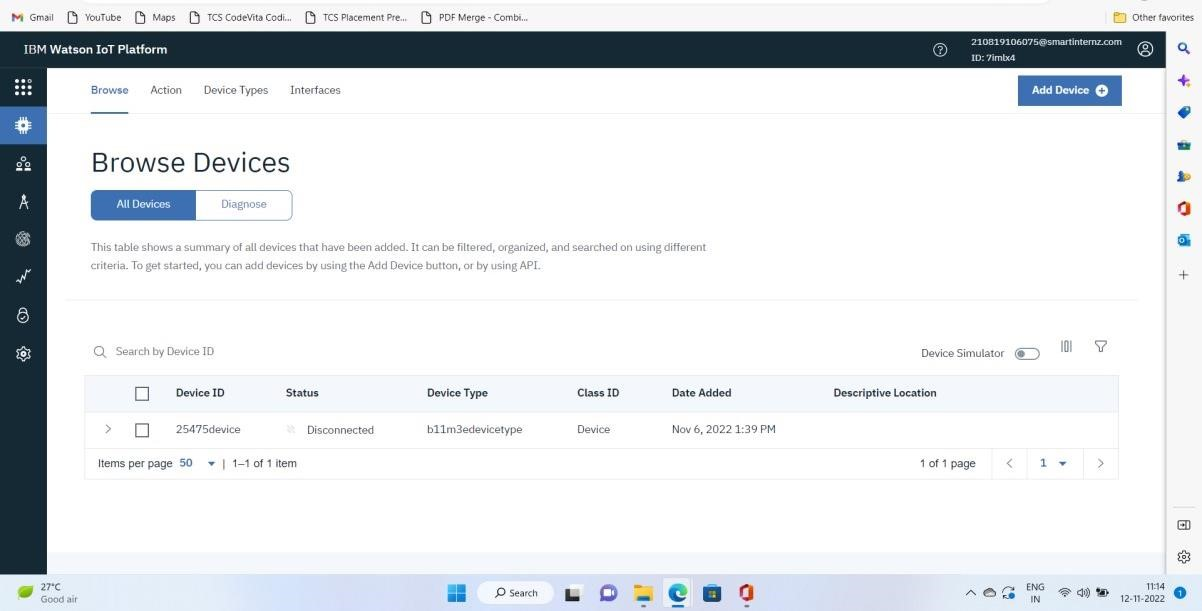 Gmail YouTube Maps TCS CodeVita Codi... TCS Placement Pre... PDF Merge - Combi... Other favorites
IBM Watson IoT Platform
210819106075@smartinternz.com
ID: 7imlx4
Browse Action Device Types Interfaces
Add Device
Browse Devices
All Devices Diagnose
This table shows a summary of all devices that have been added. It can be filtered, organized, and searched on using different
criteria. To get started, you can add devices by using the Add Device button, or by using API.
Search by Device ID
Device Simulator
Device ID Status Device Type Class ID Date Added Descriptive Location
25475device Disconnected b11m3edevicetype Device Nov 6, 2022 1:39 PM
Items per page 50 | 1–1 of 1 item 1 of 1 page 1
27°C
Good air
Search
ENG
IN
11:14
12-11-2022
1